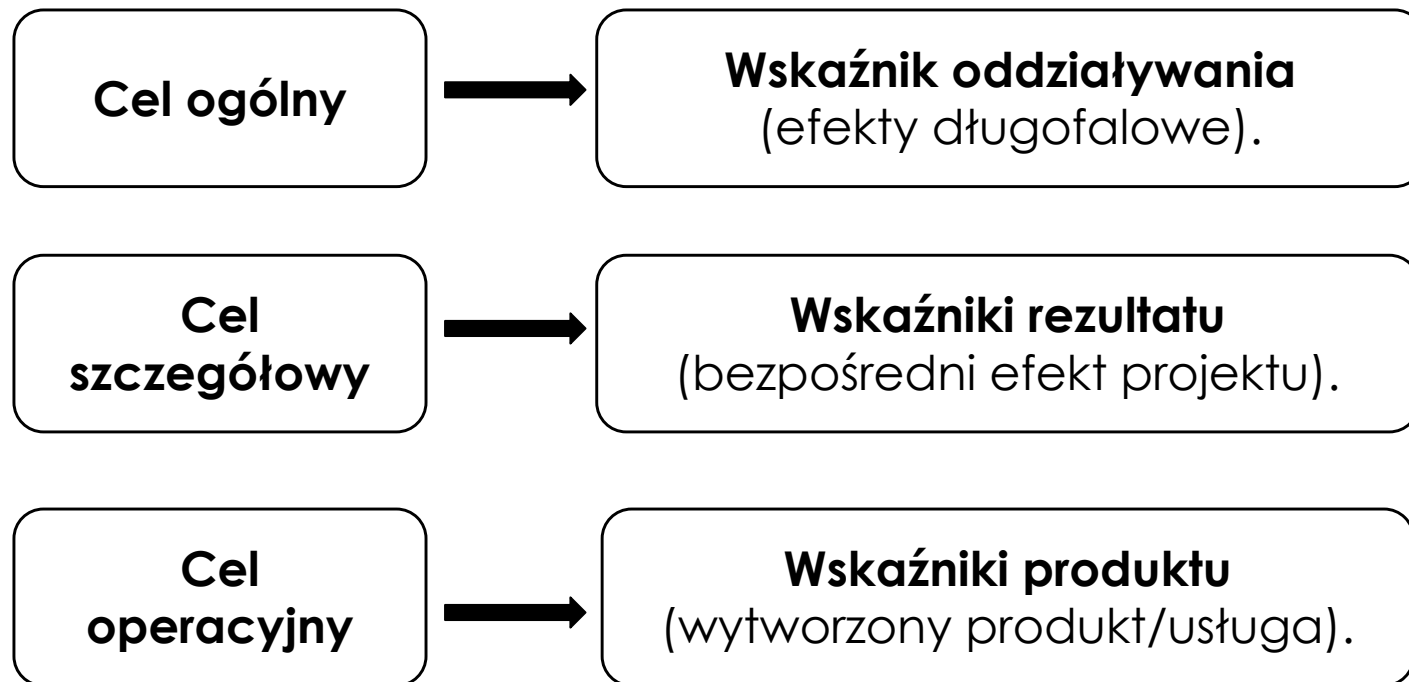 Cel ogólny
Wskaźnik oddziaływania
(efekty długofalowe).
Cel
szczegółowy
Wskaźniki rezultatu
(bezpośredni efekt projektu).
Cel
operacyjny
Wskaźniki produktu
(wytworzony produkt/usługa).